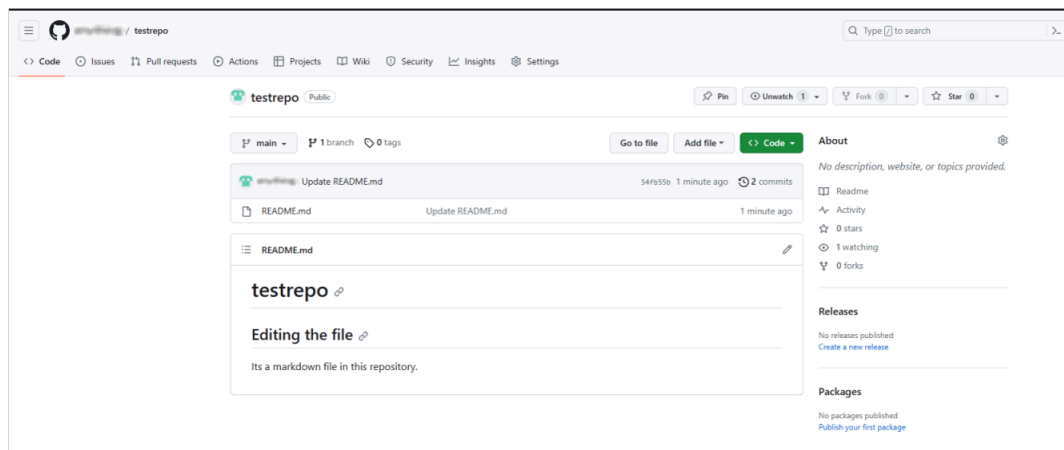 / testrepo
Type / to search
Code Issues Pull requests Actions Projects Wiki Security Insights Settings
testrepo Public
Pin Unwatch 1 Fork 0 Star 0
main 1 branch 0 tags
Go to file Add file Code
Update README.md 54fb55b 1 minute ago 2 commits
README.md Update README.md 1 minute ago
README.md
testrepo
Editing the file
Its a markdown file in this repository.
About
No description, website, or topics provided.
Readme
Activity
0 stars
1 watching
0 forks
Releases
No releases published
Create a new release
Packages
No packages published
Publish your first package